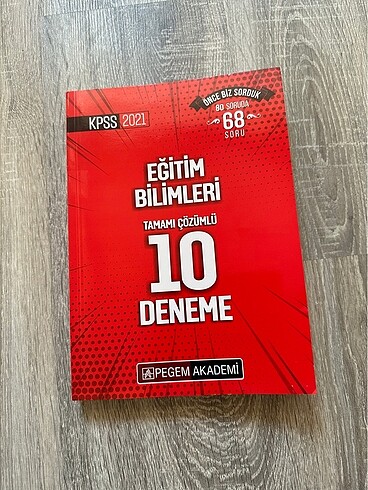 KPSS 2021
ÖNCE BİZ SORDUK
80 SORUDA
68
SORU
EĞİTİM
BİLİMLERİ
TAMAMI ÇÖZÜMLÜ
10
DENEME
PEGEM AKADEMİ